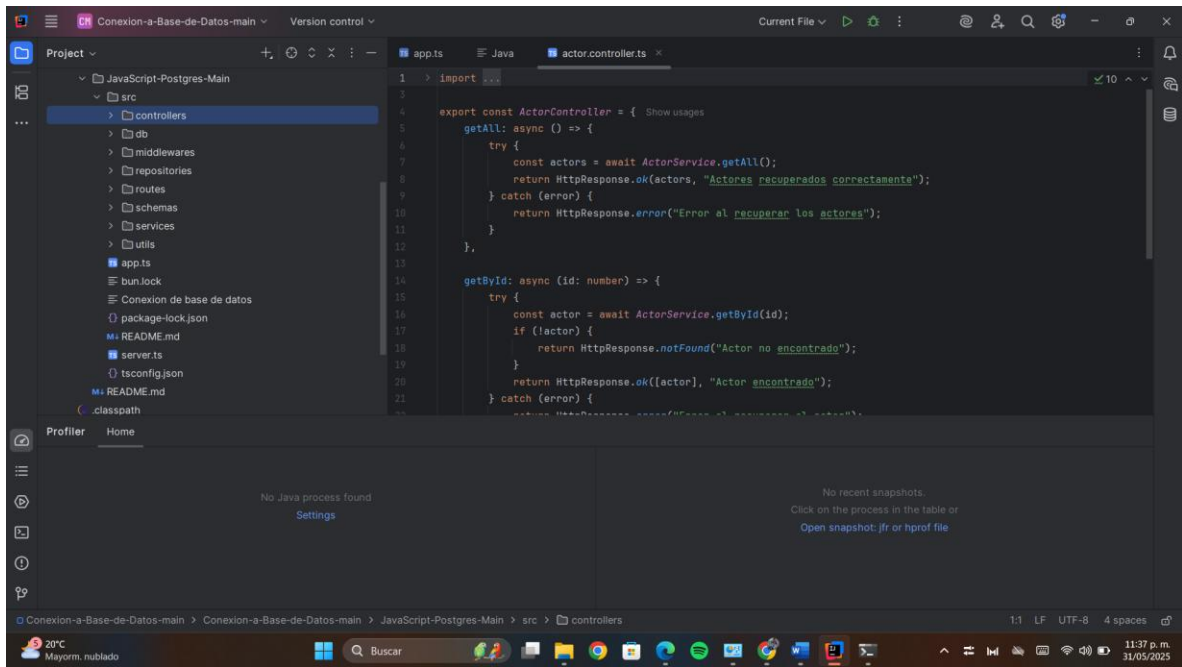 CM Conexion-a-Base-de-Datos-main Version control Current File
Project
app.ts Java actor.controller.ts
JavaScript-Postgres-Main
src
controllers
db
middlewares
repositories
routes
schemas
services
utils
app.ts
bun.lock
Conexion de base de datos
package-lock.json
README.md
server.ts
tsconfig.json
README.md
.classpath
10
1 import ...
3
4 export const ActorController = { Show usages
5 getAll: async () => {
6 try {
7 const actors = await ActorService.getAll();
8 return HttpResponse.ok(actors, "Actores recuperados correctamente");
9 } catch (error) {
10 return HttpResponse.error("Error al recuperar los actores");
11 }
12 },
13
14 getById: async (id: number) => {
15 try {
16 const actor = await ActorService.getById(id);
17 if (!actor) {
18 return HttpResponse.notFound("Actor no encontrado");
19 }
20 return HttpResponse.ok([actor], "Actor encontrado");
21 } catch (error) {
Profiler Home
No Java process found
Settings
No recent snapshots.
Click on the process in the table or
Open snapshot: jfr or hprof file
Conexion-a-Base-de-Datos-main > Conexion-a-Base-de-Datos-main > JavaScript-Postgres-Main > src > controllers 1:1 LF UTF-8 4 spaces
5 20°C
Mayorm. nublado
Buscar
11:37 p. m.
31/05/2025